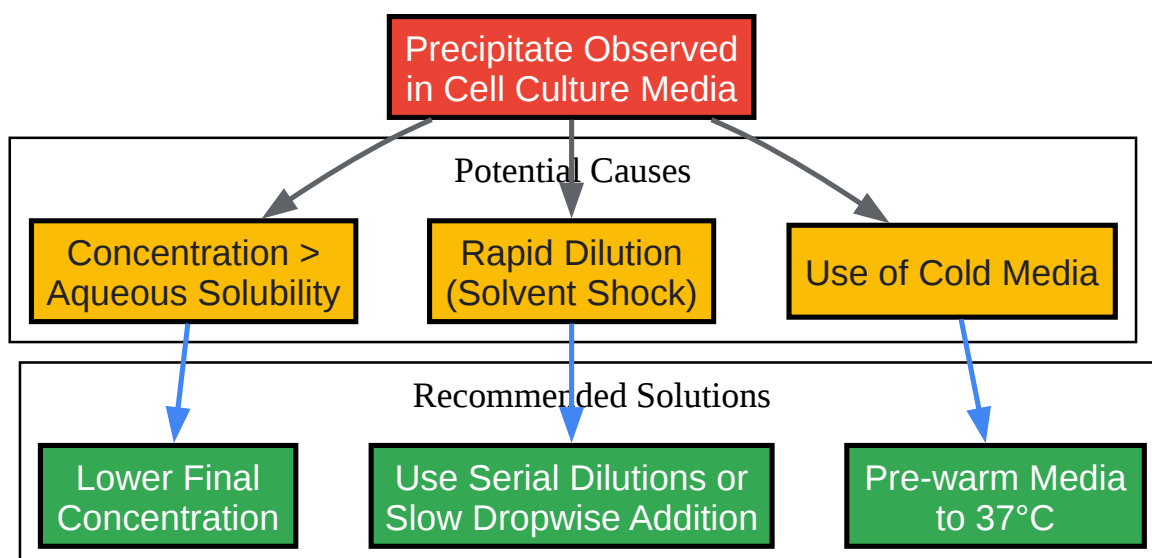 Precipitate Observed
in Cell Culture Media
Potential Causes
Concentration >
Aqueous Solubility
Rapid Dilution
(Solvent Shock)
Use of Cold Media
Recommended Solutions
Lower Final
Concentration
Use Serial Dilutions or
Slow Dropwise Addition
Pre-warm Media
to 37°C